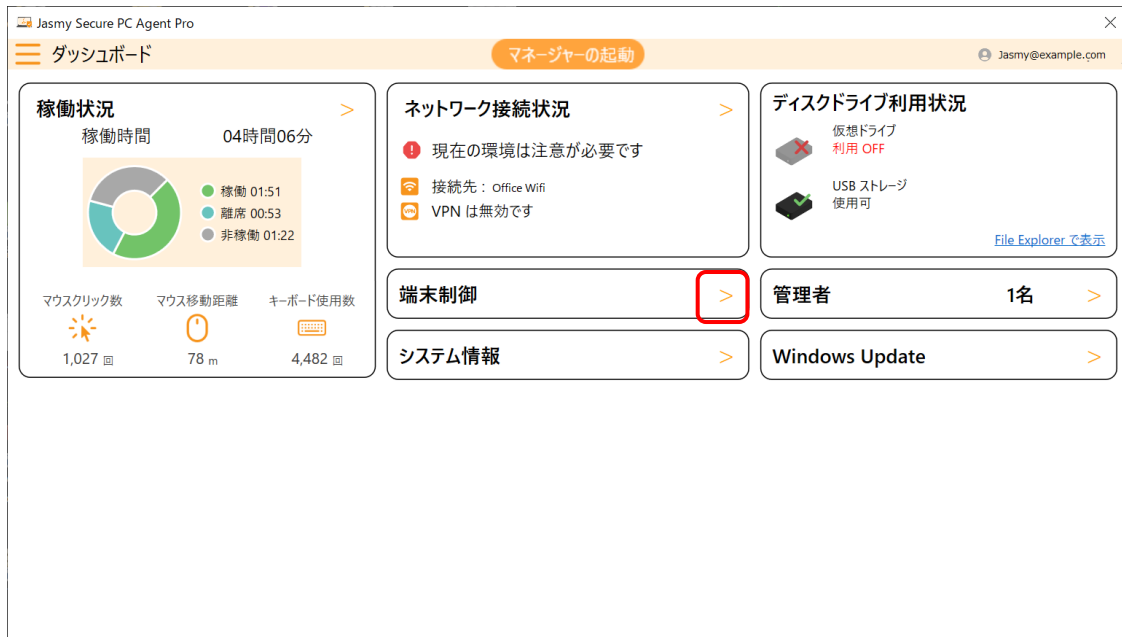 Jasmy Secure PC Agent Pro
ダッシュボード
マネージャーの起動
Jasmy@example.com
稼働状況
稼働時間 04時間06分
稼働 01:51
離席 00:53
非稼働 01:22
マウスクリック数 マウス移動距離 キーボード使用数
1,027 回 78 m 4,482 回
ネットワーク接続状況
現在の環境は注意が必要です
接続先： Office Wifi
VPN
VPN は無効です
ディスクドライブ利用状況
仮想ドライブ
利用 OFF
USB ストレージ
使用可
File Explorer で表示
端末制御
管理者 1名
システム情報
Windows Update